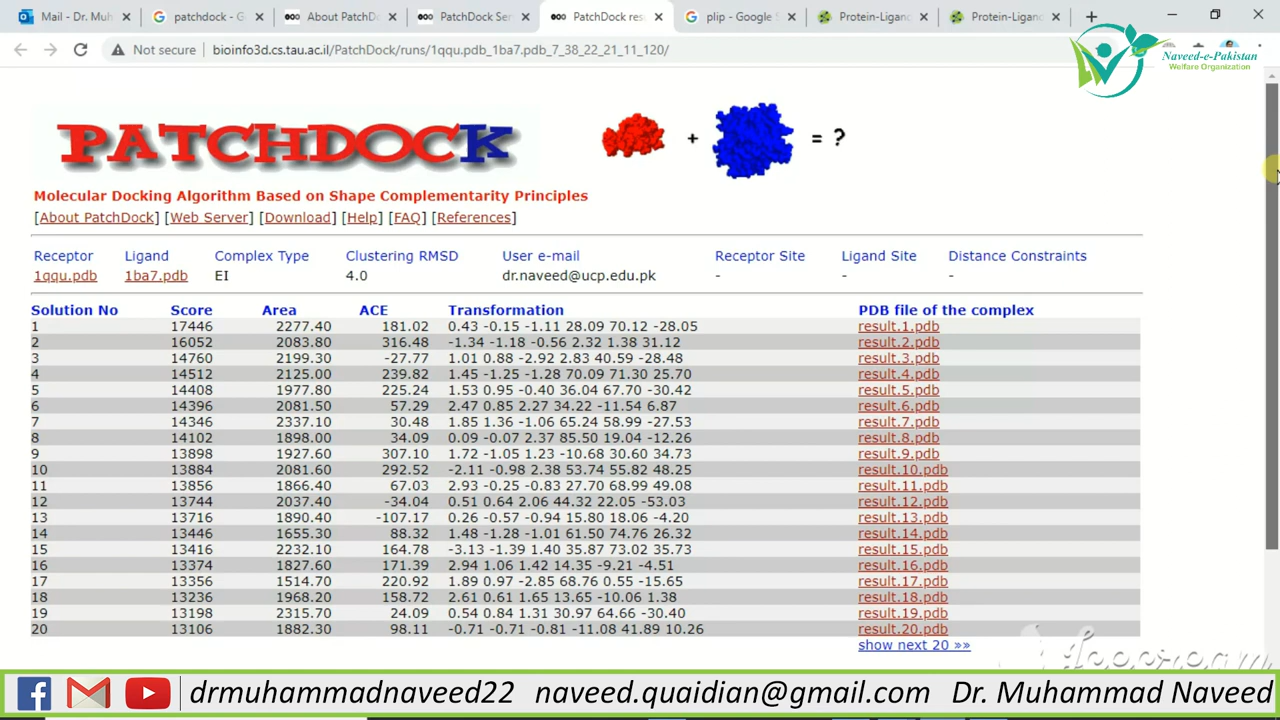 Mail - Dr. Muh
patchdock - G
About PatchD
PatchDock Ser
PatchDock res
plip - Google S
Protein-Ligan
Protein-Ligan
Not secure
bioinfo3d.cs.tau.ac.il/PatchDock/runs/1qqu.pdb_1ba7.pdb_7_38_22_21_11_120/
Naveed-e-Pakistan
Welfare Organization
PATCHDOCK
+ = ?
Molecular Docking Algorithm Based on Shape Complementarity Principles
[About PatchDock] [Web Server] [Download] [Help] [FAQ] [References]
Receptor Ligand Complex Type Clustering RMSD User e-mail Receptor Site Ligand Site Distance Constraints
1qqu.pdb 1ba7.pdb EI 4.0 dr.naveed@ucp.edu.pk - - -
Solution No Score Area ACE Transformation PDB file of the complex
1 17446 2277.40 181.02 0.43 -0.15 -1.11 28.09 70.12 -28.05 result.1.pdb
2 16052 2083.80 316.48 -1.34 -1.18 -0.56 2.32 1.38 31.12 result.2.pdb
3 14760 2199.30 -27.77 1.01 0.88 -2.92 2.83 40.59 -28.48 result.3.pdb
4 14512 2125.00 239.82 1.45 -1.25 -1.28 70.09 71.30 25.70 result.4.pdb
5 14408 1977.80 225.24 1.53 0.95 -0.40 36.04 67.70 -30.42 result.5.pdb
6 14396 2081.50 57.29 2.47 0.85 2.27 34.22 -11.54 6.87 result.6.pdb
7 14346 2337.10 30.48 1.85 1.36 -1.06 65.24 58.99 -27.53 result.7.pdb
8 14102 1898.00 34.09 0.09 -0.07 2.37 85.50 19.04 -12.26 result.8.pdb
9 13898 1927.60 307.10 1.72 -1.05 1.23 -10.68 30.60 34.73 result.9.pdb
10 13884 2081.60 292.52 -2.11 -0.98 2.38 53.74 55.82 48.25 result.10.pdb
11 13856 1866.40 67.03 2.93 -0.25 -0.83 27.70 68.99 49.08 result.11.pdb
12 13744 2037.40 -34.04 0.51 0.64 2.06 44.32 22.05 -53.03 result.12.pdb
13 13716 1890.40 -107.17 0.26 -0.57 -0.94 15.80 18.06 -4.20 result.13.pdb
14 13446 1655.30 88.32 1.48 -1.28 -1.01 61.50 74.76 26.32 result.14.pdb
15 13416 2232.10 164.78 -3.13 -1.39 1.40 35.87 73.02 35.73 result.15.pdb
16 13374 1827.60 171.39 2.94 1.06 1.42 14.35 -9.21 -4.51 result.16.pdb
17 13356 1514.70 220.92 1.89 0.97 -2.85 68.76 0.55 -15.65 result.17.pdb
18 13236 1968.20 158.72 2.61 0.61 1.65 13.65 -10.06 1.38 result.18.pdb
19 13198 2315.70 24.09 0.54 0.84 1.31 30.97 64.66 -30.40 result.19.pdb
20 13106 1882.30 98.11 -0.71 -0.71 -0.81 -11.08 41.89 10.26 result.20.pdb
show next 20 »»
drmuhammadnaveed22 naveed.quaidian@gmail.com Dr. Muhammad Naveed